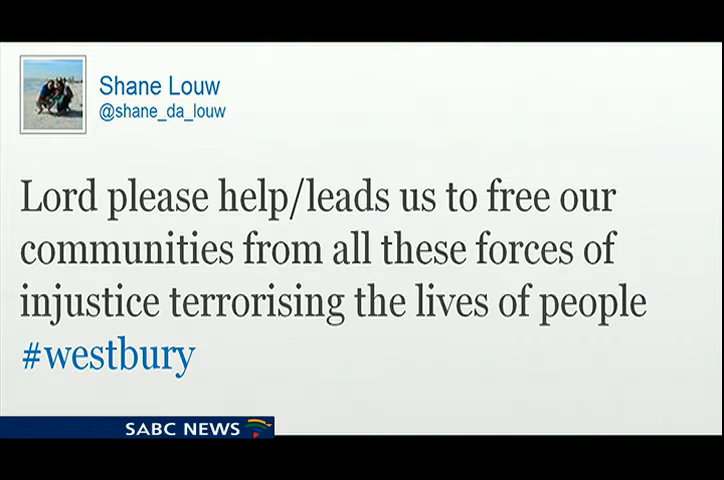 Shane Louw
@shane_da_louw
Lord please help/leads us to free our
communities from all these forces of
injustice terrorising the lives of people
#westbury
SABC NEWS